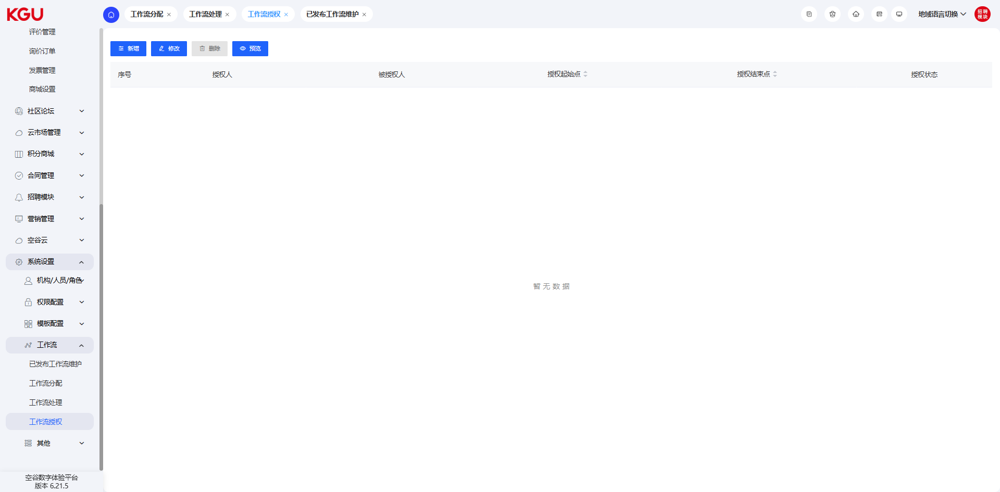 KGU
工作流分配
工作流处理
工作流授权
已发布工作流维护
地域语言切换
招聘
模块
评价管理
询价订单
发票管理
商城设置
社区论坛
云市场管理
积分商城
合同管理
招聘模块
营销管理
空谷云
系统设置
机构/人员/角色
权限配置
模板配置
工作流
已发布工作流维护
工作流分配
工作流处理
工作流授权
其他
空谷数字体验平台
版本 6.21.5
新增
修改
删除
预览
序号
授权人
被授权人
授权起始点
授权结束点
授权状态
暂无数据